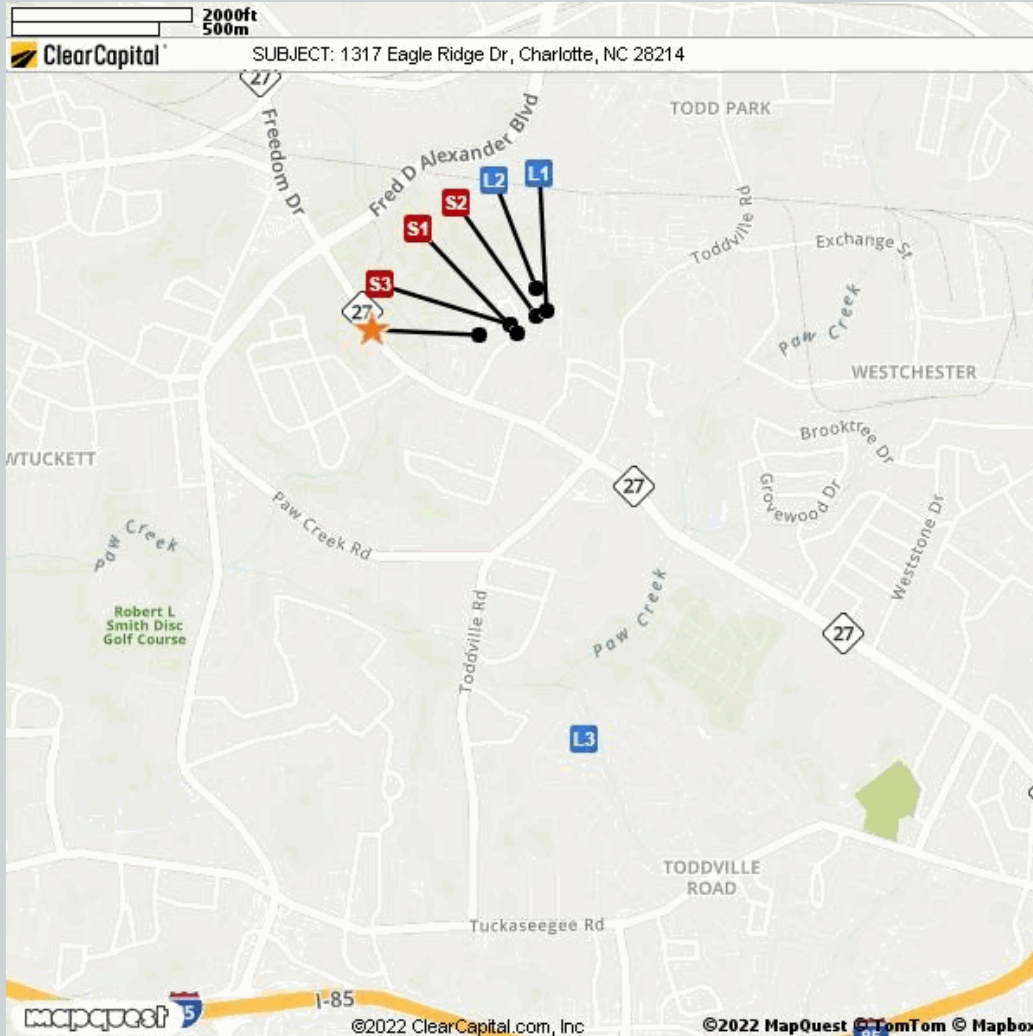 2000ft
500m
ClearCapital
SUBJECT: 1317 Eagle Ridge Dr, Charlotte, NC 28214
27
TODD PARK
Freedom Dr
Fred D Alexander Blvd
L2
L1
S2
S1
Toddville Rd
Exchange St
S3
27
Paw Creek
WESTCHESTER
Brooktree Dr
WTUCKETT
27
Grovewood Dr
Paw Creek Rd
Weststone Dr
Paw Creek
Robert L
Smith Disc
Golf Course
Toddville Rd
Paw Creek
27
L3
TODDVILLE
ROAD
Tuckaseegee Rd
I-85
mapquest
©2022 ClearCapital.com, Inc
©2022 MapQuest © TomTom © Mapbo